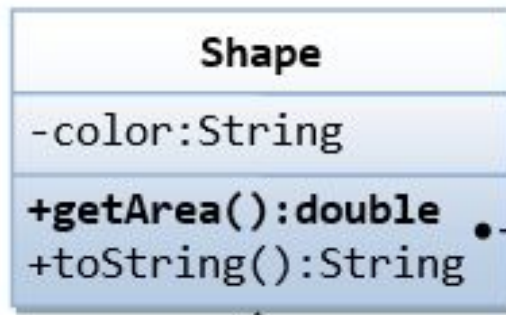 Shape
-color:String
+getArea():double
+toString():String